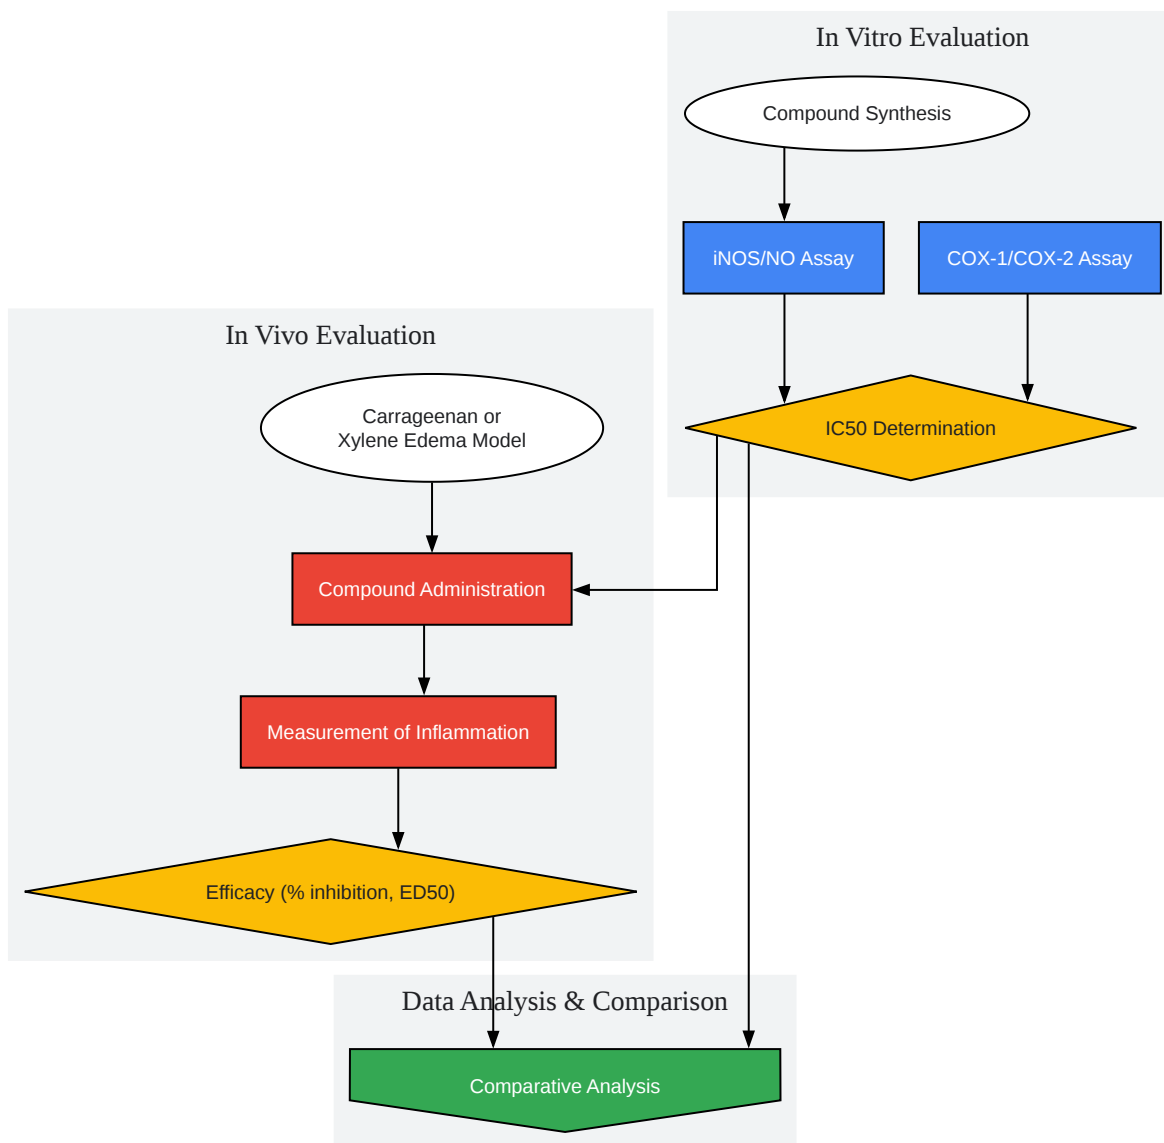 In Vitro Evaluation
Compound Synthesis
iNOS/NO Assay
COX-1/COX-2 Assay
IC50 Determination
In Vivo Evaluation
Carrageenan or
Xylene Edema Model
Compound Administration
Measurement of Inflammation
Efficacy (% inhibition, ED50)
Data Analysis & Comparison
Comparative Analysis